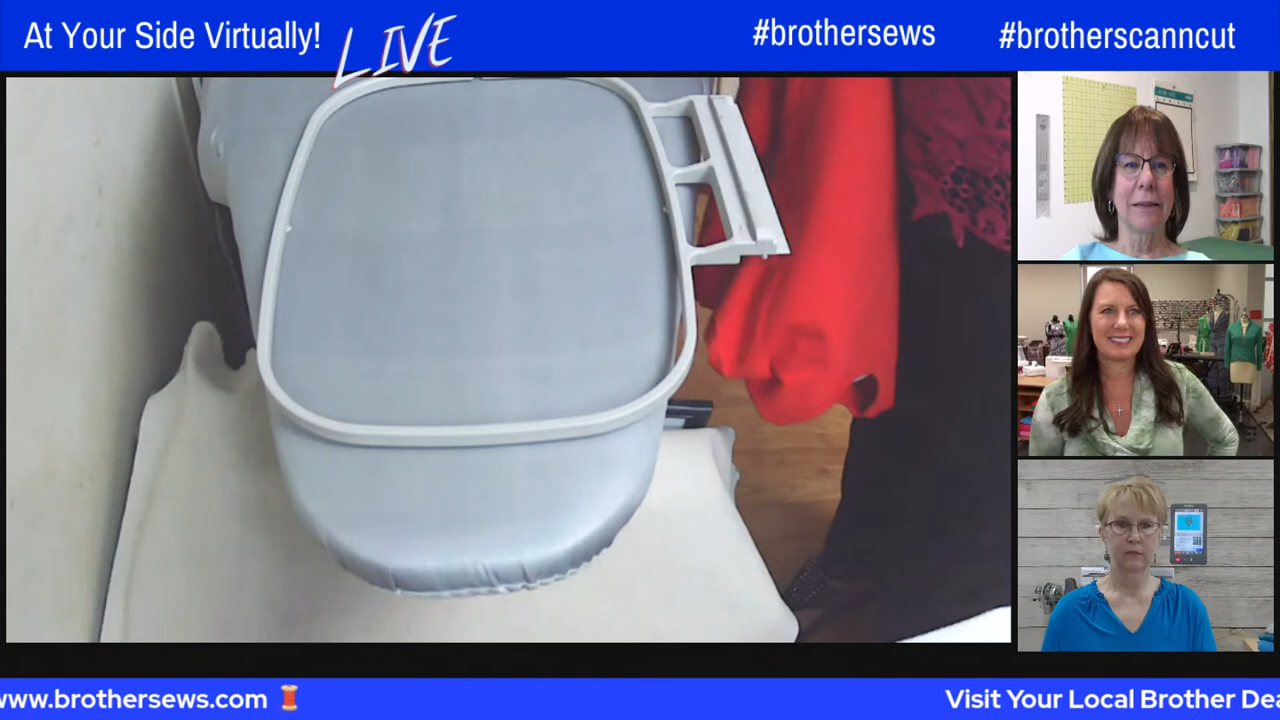 At Your Side Virtually!
LIVE
#brothersews
#brotherscanncut
www.brothersews.com
Visit Your Local Brother Dea